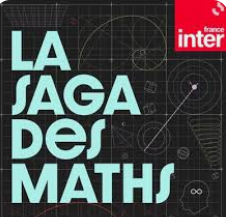 france
inter
LA
SAGA
DES
MATHS